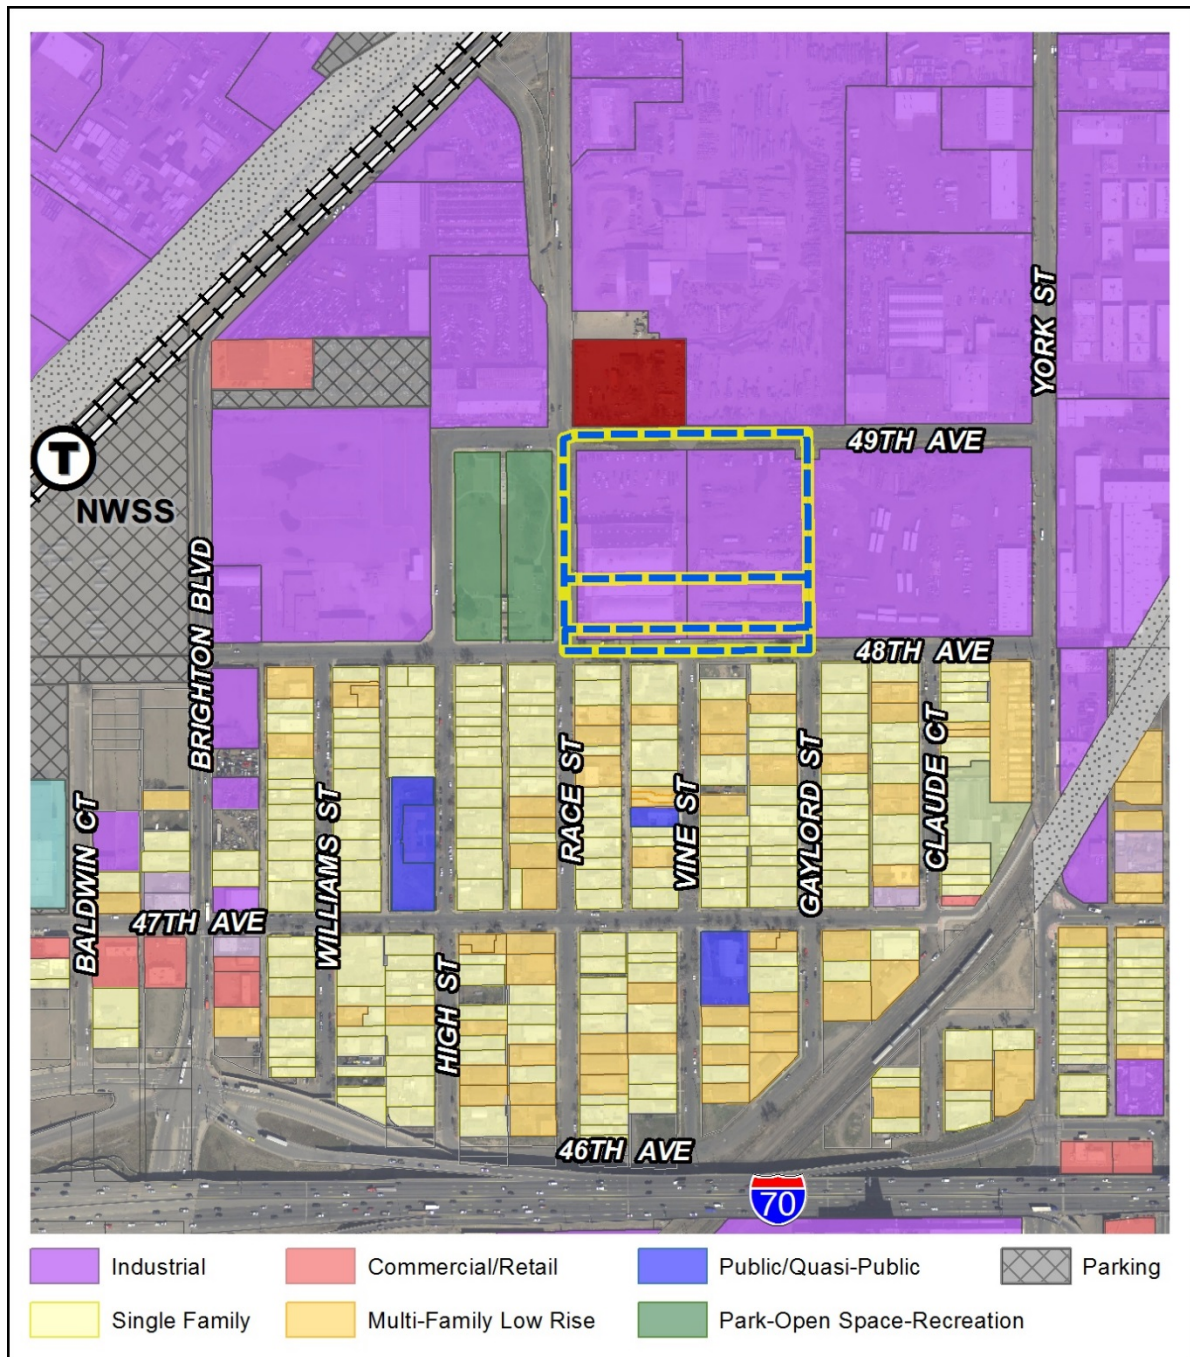 YORK ST
49TH AVE
T
NWSS
BRIGHTON BLVD
48TH AVE
RACE ST
VINE ST
GAYLORD ST
CLAUDE CT
WILLIAMS ST
BALDWIN CT
47TH AVE
HIGH ST
46TH AVE
70
Industrial
Commercial/Retail
Public/Quasi-Public
Parking
Single Family
Multi-Family Low Rise
Park-Open Space-Recreation